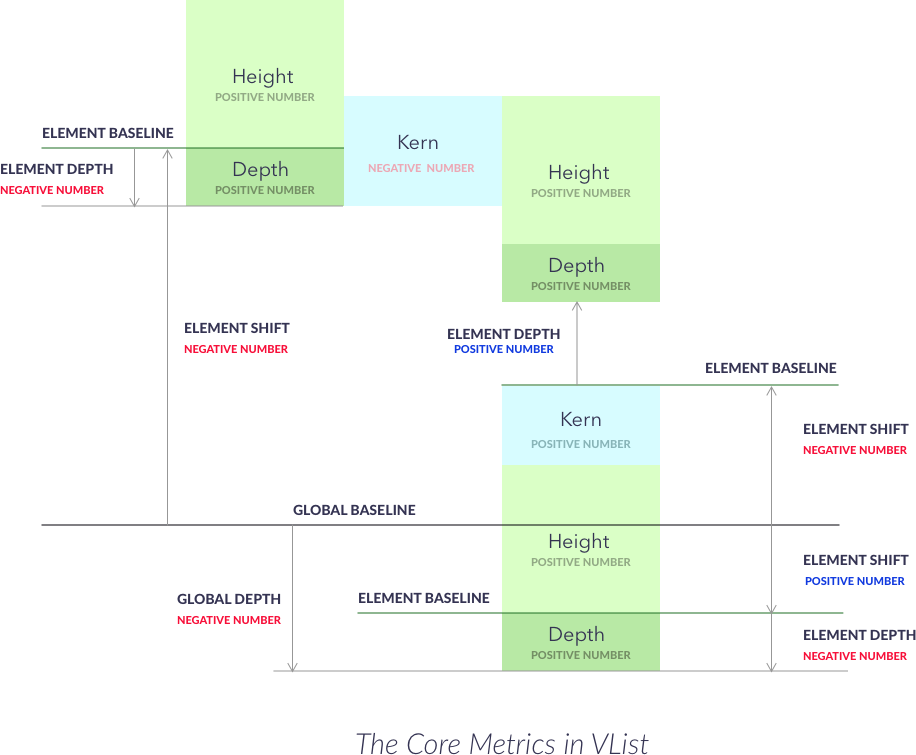 Height
POSITIVE NUMBER
ELEMENT BASELINE
Kern
NEGATIVE NUMBER
ELEMENT DEPTH
NEGATIVE NUMBER
Depth
POSITIVE NUMBER
Height
POSITIVE NUMBER
Depth
POSITIVE NUMBER
ELEMENT SHIFT
NEGATIVE NUMBER
ELEMENT DEPTH
POSITIVE NUMBER
ELEMENT BASELINE
Kern
POSITIVE NUMBER
ELEMENT SHIFT
NEGATIVE NUMBER
GLOBAL BASELINE
Height
POSITIVE NUMBER
ELEMENT SHIFT
POSITIVE NUMBER
GLOBAL DEPTH
NEGATIVE NUMBER
ELEMENT BASELINE
Depth
POSITIVE NUMBER
ELEMENT DEPTH
NEGATIVE NUMBER
The Core Metrics in VList